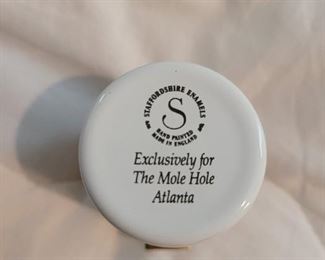 STAFFORDSHIRE ENAMELS
S
HAND PAINTED
MADE IN ENGLAND
Exclusively for
The Mole Hole
Atlanta